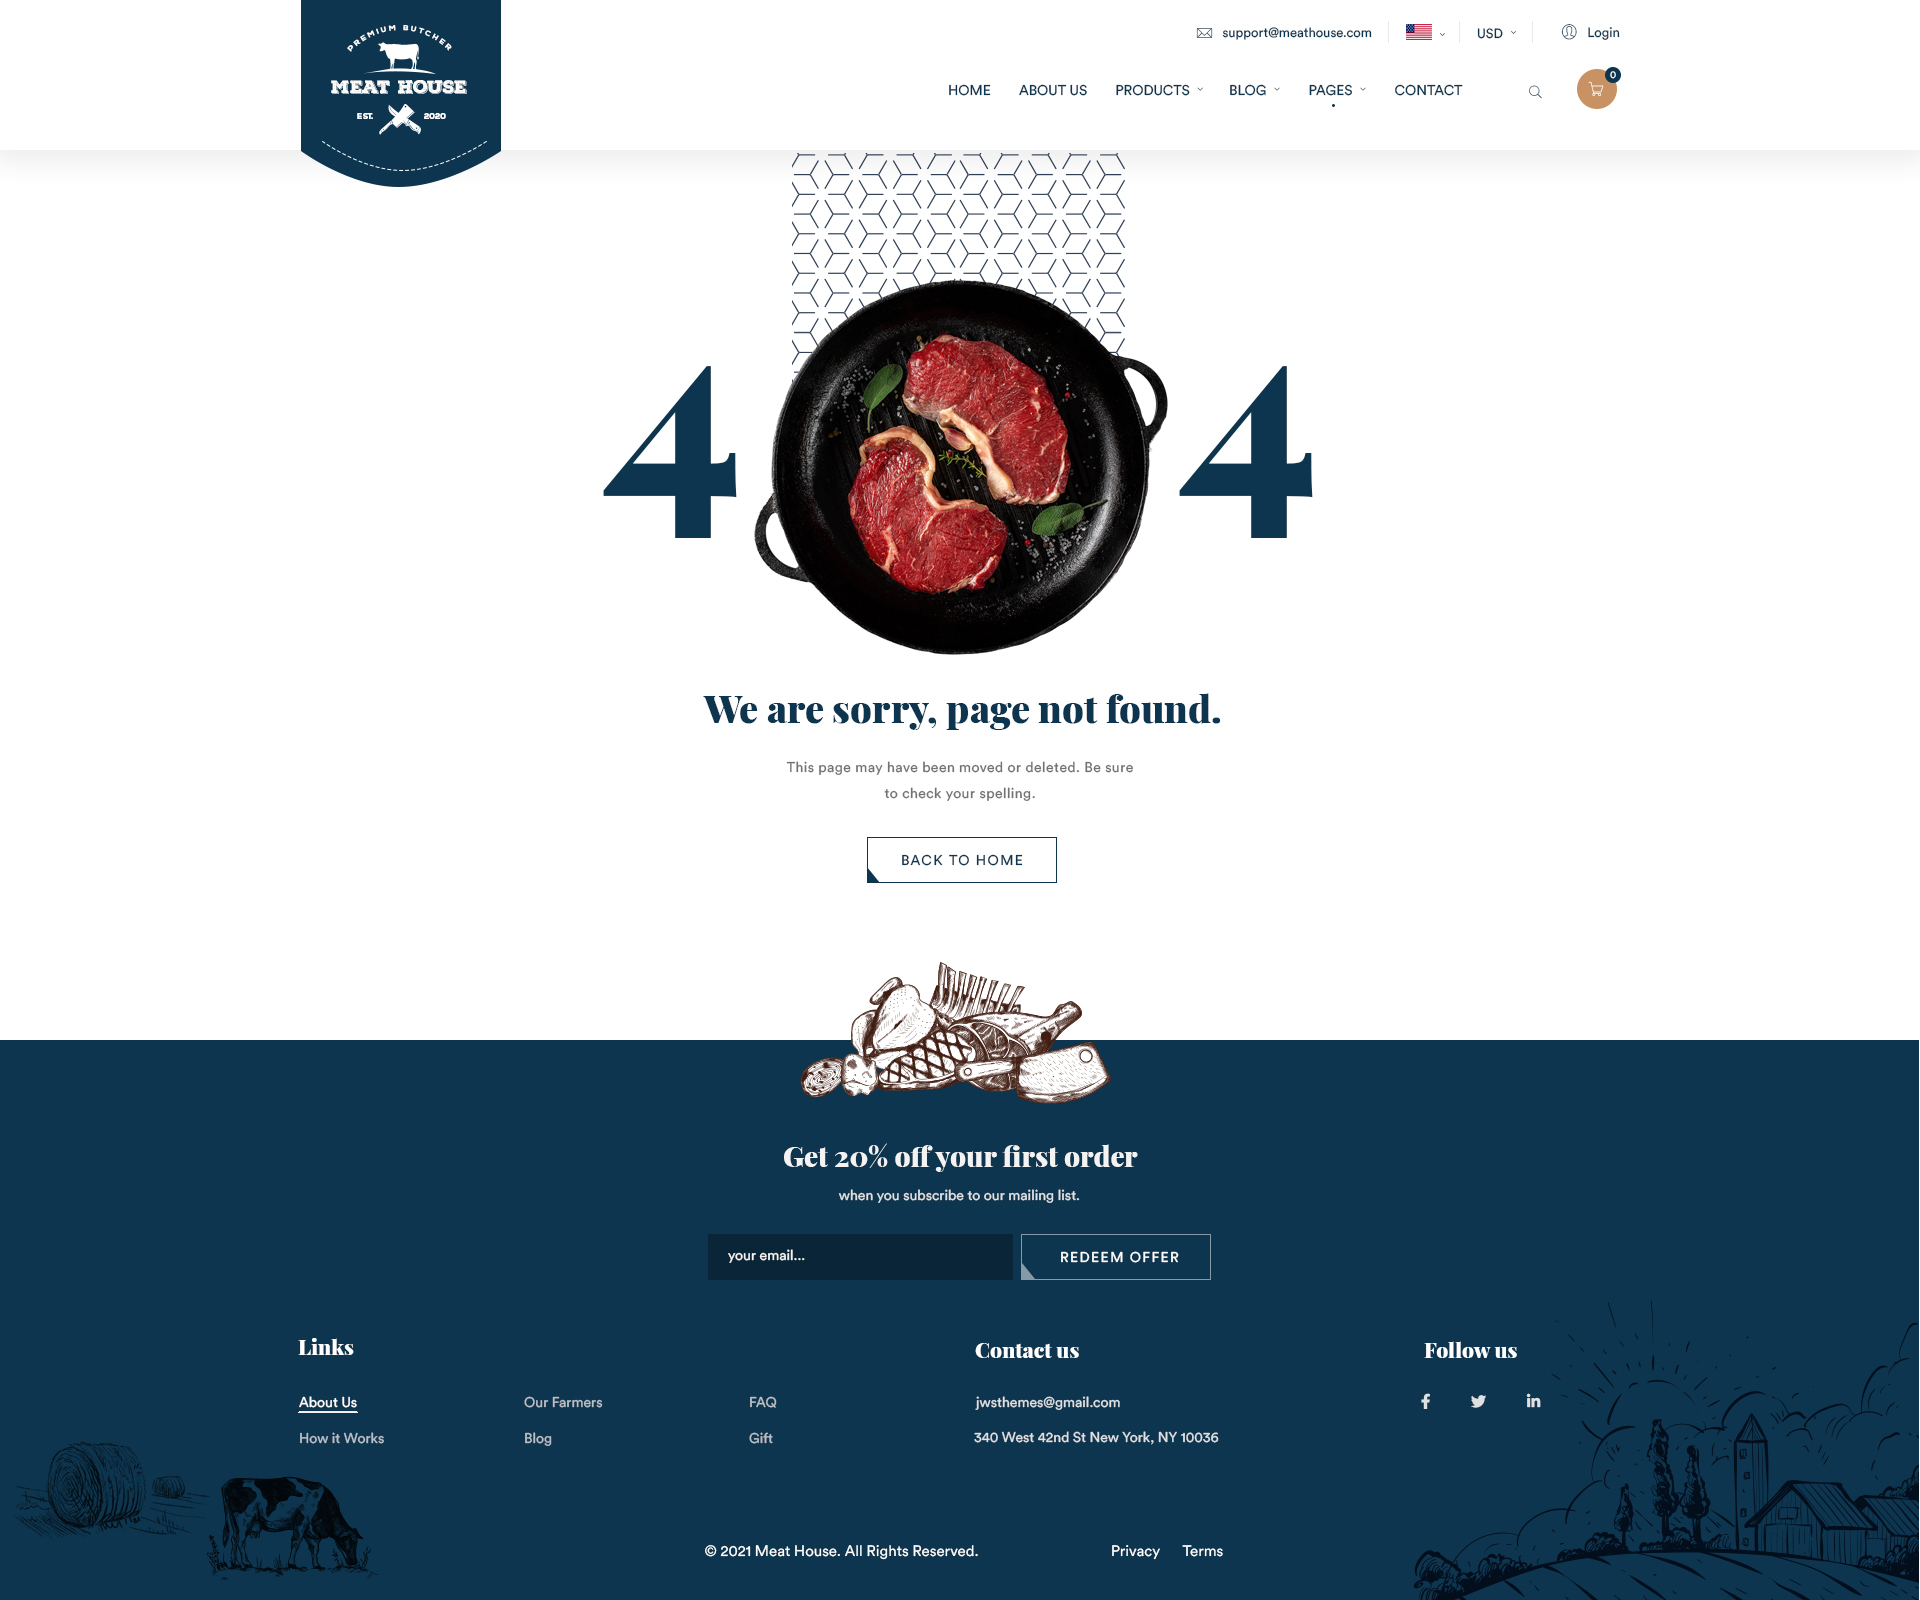 PREMIUM BUTCHER
MEAT HOUSE
EST. 2020
support@meathouse.com
USD
Login
HOME
ABOUT US
PRODUCTS
BLOG
PAGES
CONTACT
0
4 4
We are sorry, page not found.
This page may have been moved or deleted. Be sure
to check your spelling.
BACK TO HOME
Get 20% off your first order
when you subscribe to our mailing list.
your email...
REDEEM OFFER
Links
About Us
Our Farmers
FAQ
How it Works
Blog
Gift
Contact us
jwsthemes@gmail.com
340 West 42nd St New York, NY 10036
Follow us
© 2021 Meat House. All Rights Reserved.
Privacy
Terms